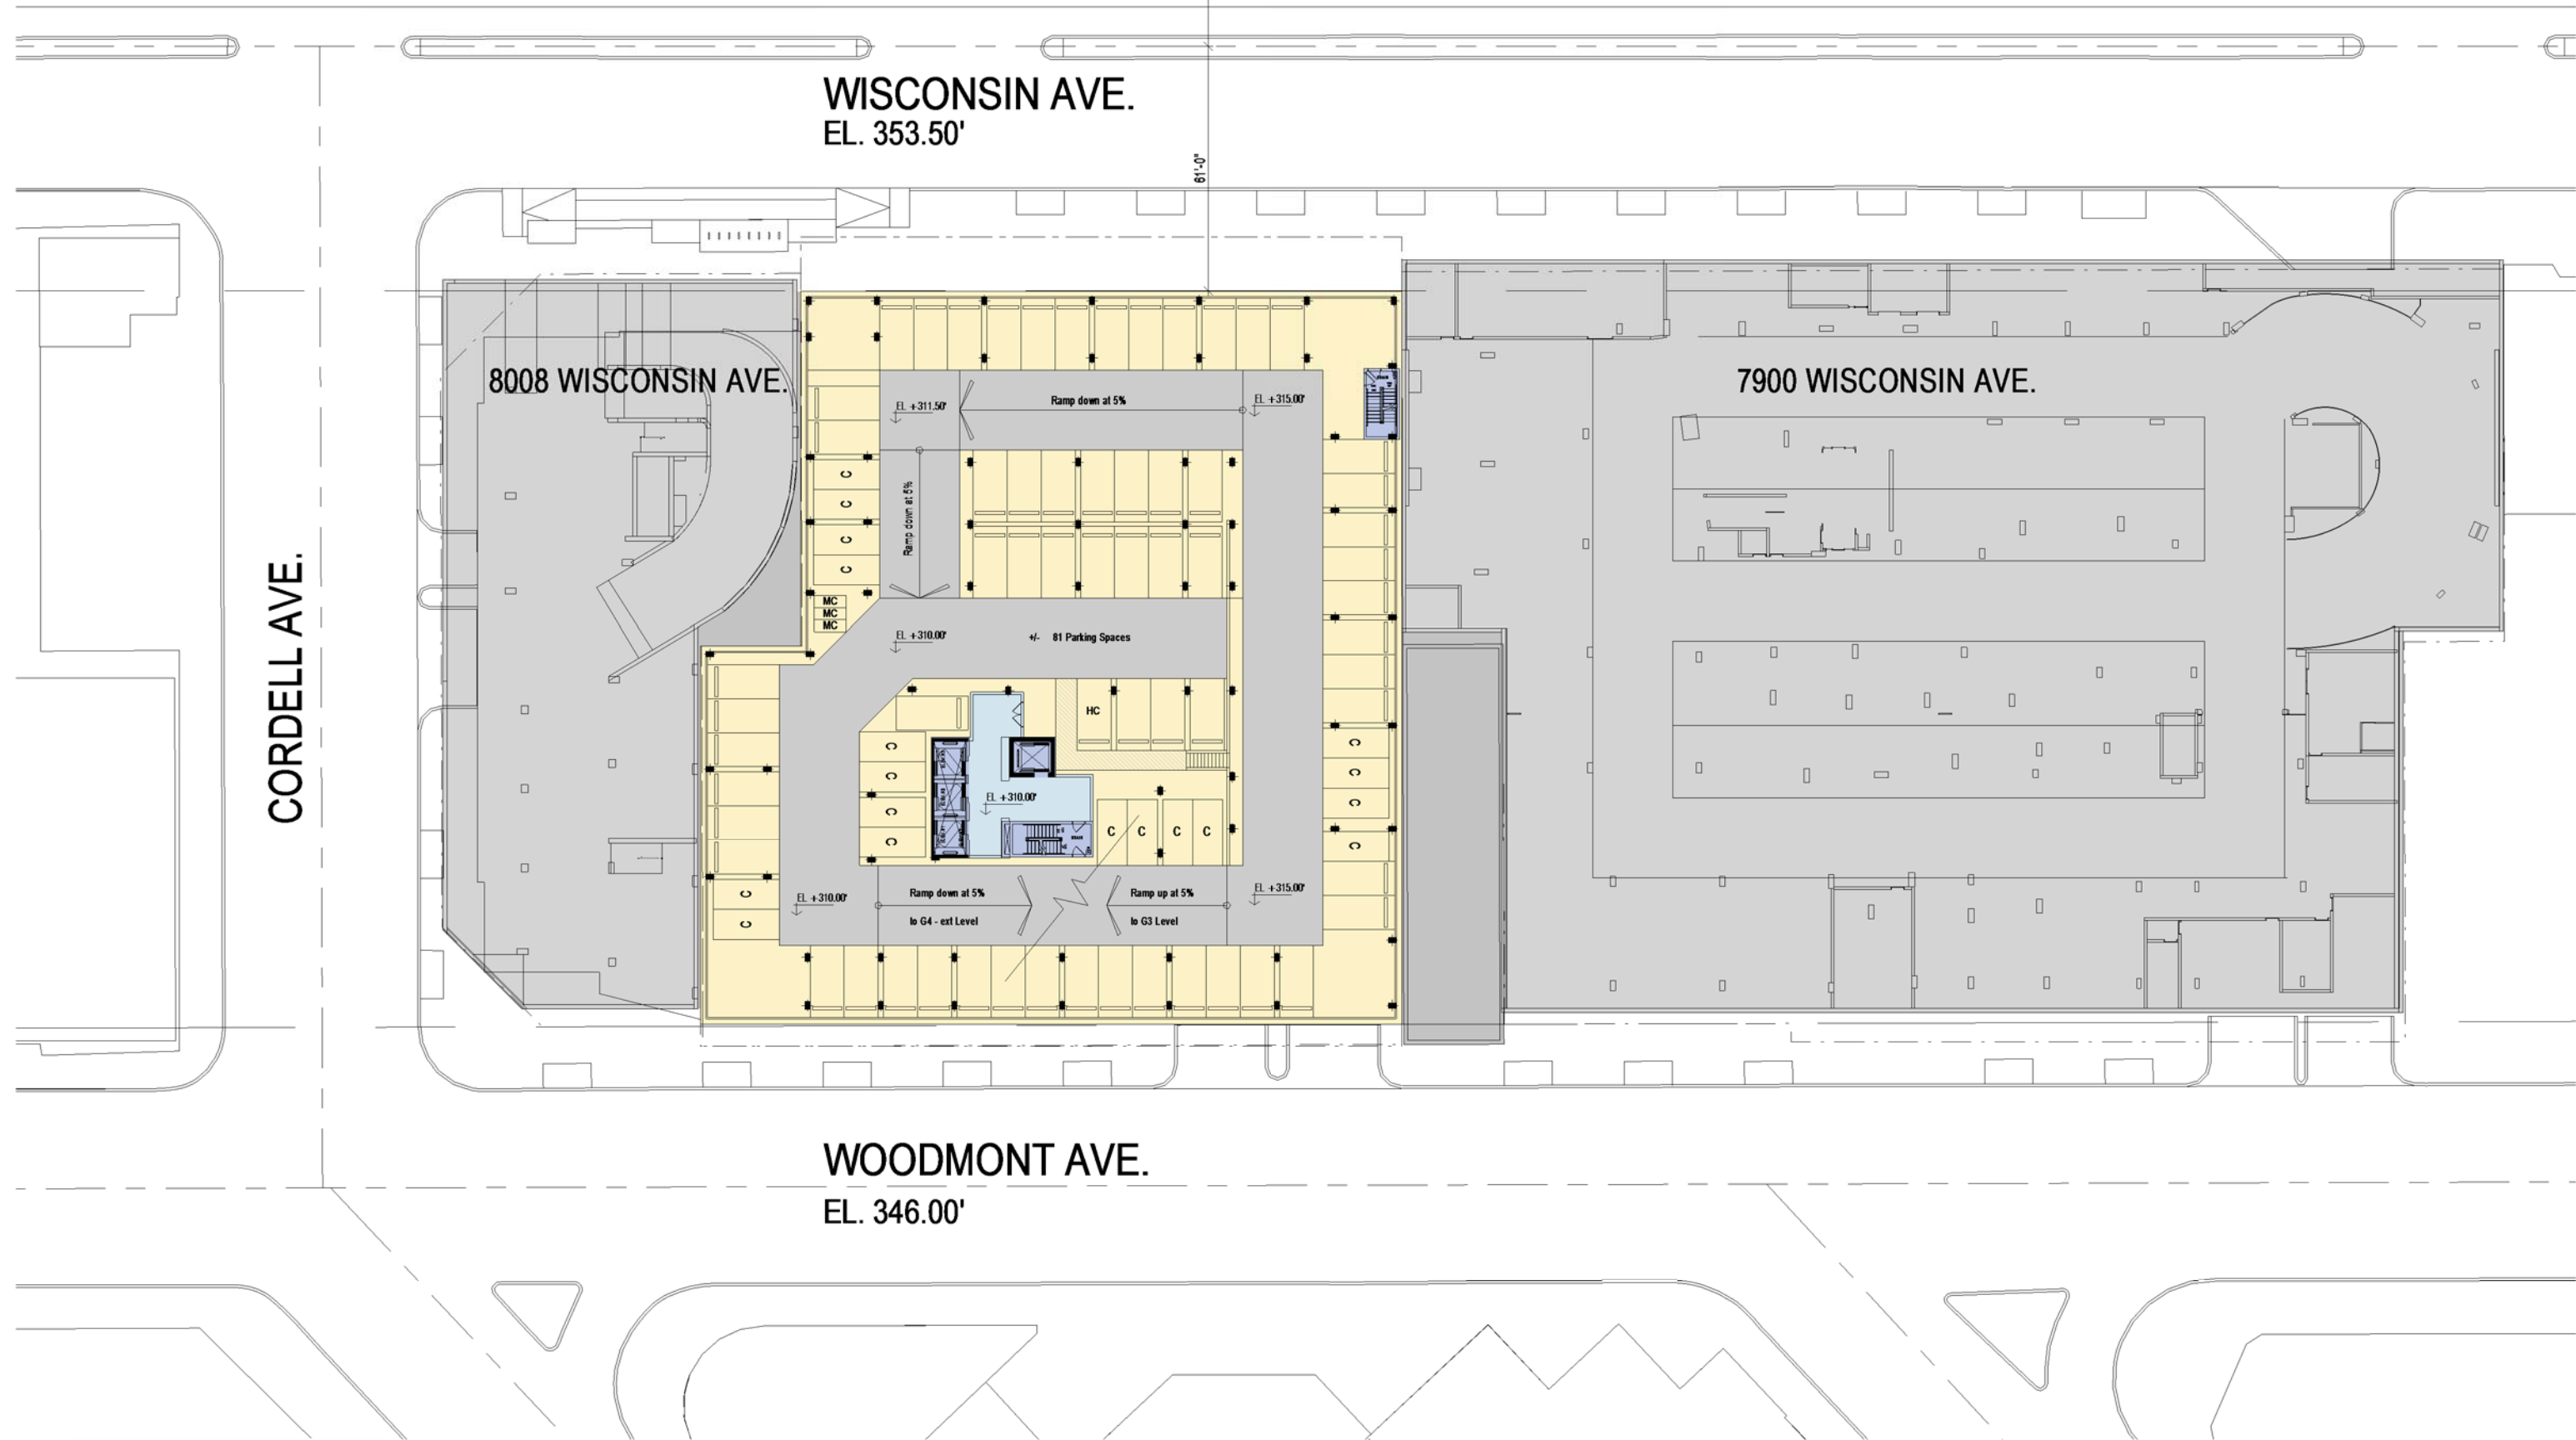 WISCONSIN AVE.
EL. 353.50'
61'-0"
8008 WISCONSIN AVE.
7900 WISCONSIN AVE.
CORDELL AVE.
EL +311.50'
Ramp down at 5%
EL +315.00'
Ramp down at 5%
C
C
C
C
MC
MC
MC
EL +310.00'
+/- 81 Parking Spaces
HC
C
C
C
C
EL +310.00'
C
C
C
C
C
C
C
C
C
C
EL +310.00'
Ramp down at 5%
to G4 - ext Level
Ramp up at 5%
to G3 Level
EL +315.00'
WOODMONT AVE.
EL. 346.00'